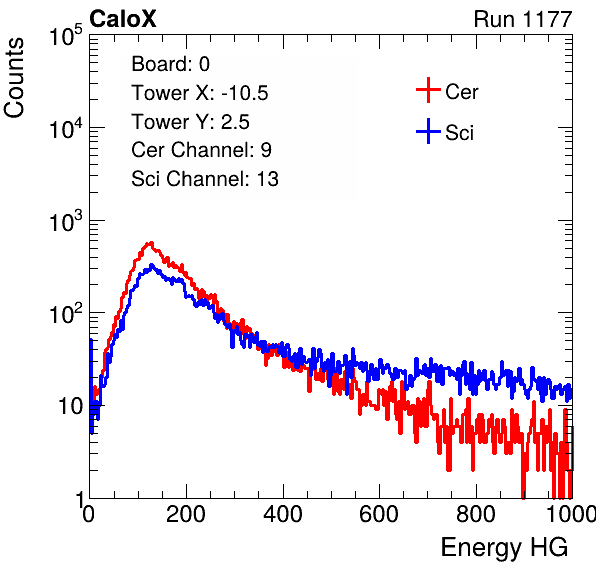 CaloX Run 1177
Counts
10^5
10^4
10^3
10^2
10
1
Board: 0
Tower X: -10.5
Tower Y: 2.5
Cer Channel: 9
Sci Channel: 13
Cer
Sci
0 200 400 600 800 1000
Energy HG